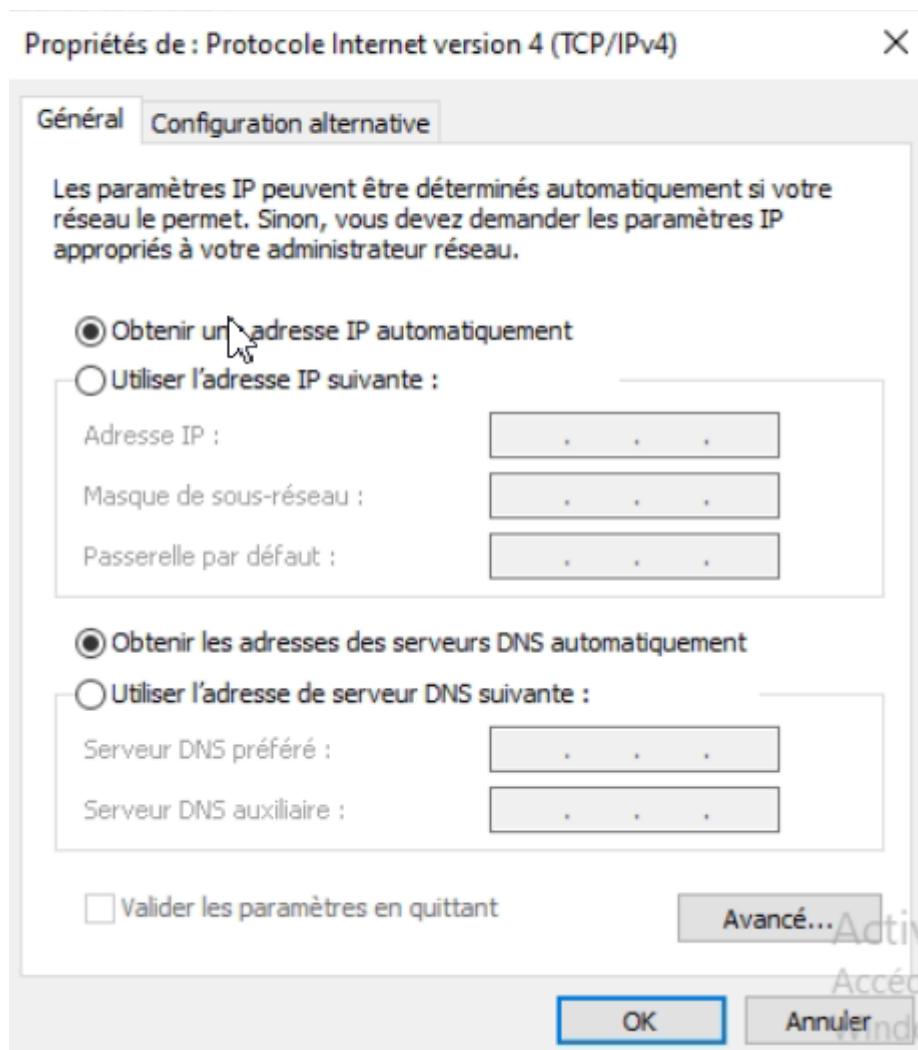 Propriétés de : Protocole Internet version 4 (TCP/IPv4)
Général
Configuration alternative
Les paramètres IP peuvent être déterminés automatiquement si votre
réseau le permet. Sinon, vous devez demander les paramètres IP
appropriés à votre administrateur réseau.
Obtenir une adresse IP automatiquement
Utiliser l'adresse IP suivante :
Adresse IP :
Masque de sous-réseau :
Passerelle par défaut :
Obtenir les adresses des serveurs DNS automatiquement
Utiliser l'adresse de serveur DNS suivante :
Serveur DNS préféré :
Serveur DNS auxiliaire :
Valider les paramètres en quittant
Avancé...
OK
Annuler